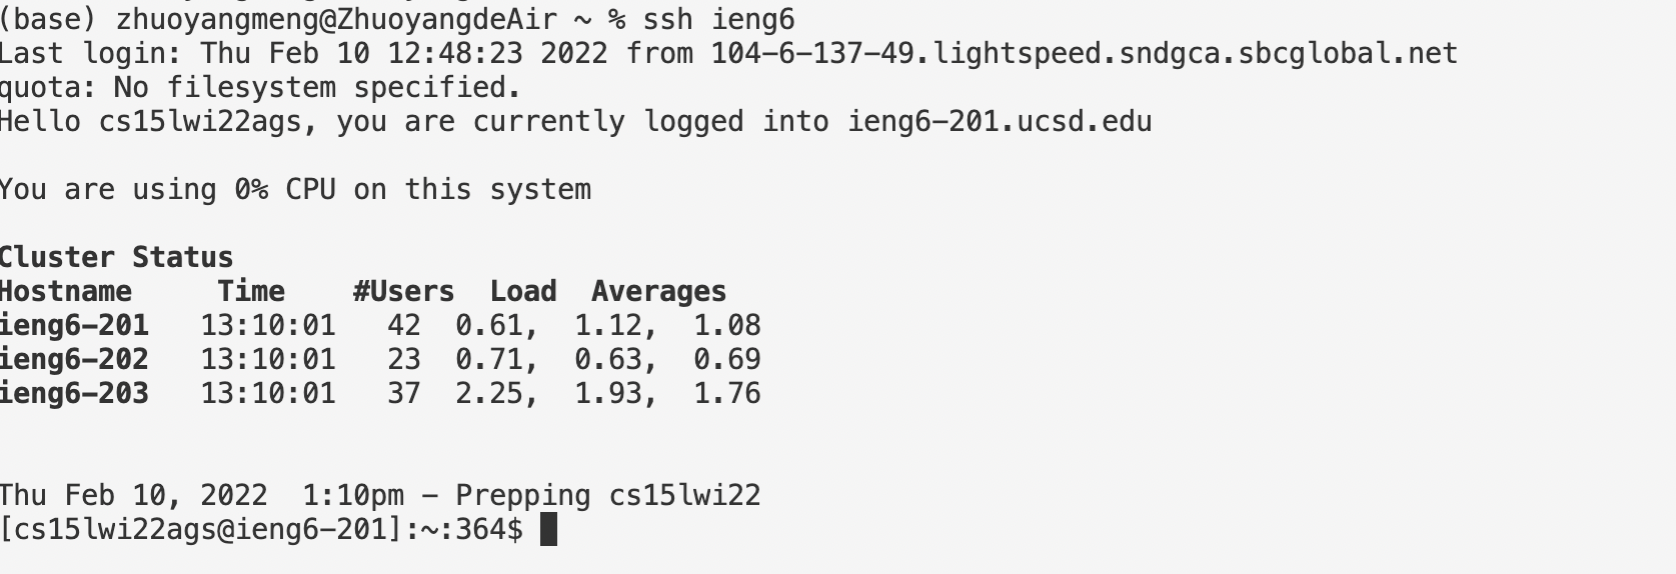 (base) zhuoyangmeng@ZhuoyangdeAir ~ % ssh ieng6
Last login: Thu Feb 10 12:48:23 2022 from 104-6-137-49.lightspeed.sndgca.sbcglobal.net
quota: No filesystem specified.
Hello cs15lwi22ags, you are currently logged into ieng6-201.ucsd.edu
You are using 0% CPU on this system
Cluster Status
Hostname     Time    #Users  Load  Averages
ieng6-201   13:10:01   42  0.61,  1.12,  1.08
ieng6-202   13:10:01   23  0.71,  0.63,  0.69
ieng6-203   13:10:01   37  2.25,  1.93,  1.76
Thu Feb 10, 2022  1:10pm - Prepping cs15lwi22
[cs15lwi22ags@ieng6-201]:~:364$